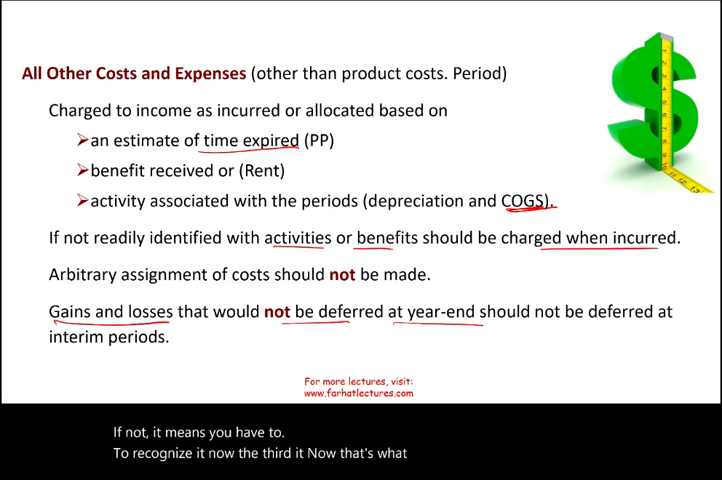 All Other Costs and Expenses (other than product costs. Period)
Charged to income as incurred or allocated based on
➢an estimate of time expired (PP)
➢benefit received or (Rent)
➢activity associated with the periods (depreciation and COGS).
If not readily identified with activities or benefits should be charged when incurred.
Arbitrary assignment of costs should not be made.
Gains and losses that would not be deferred at year-end should not be deferred at
interim periods.
For more lectures, visit:
www.farhatlectures.com
If not, it means you have to.
To recognize it now the third it Now that's what